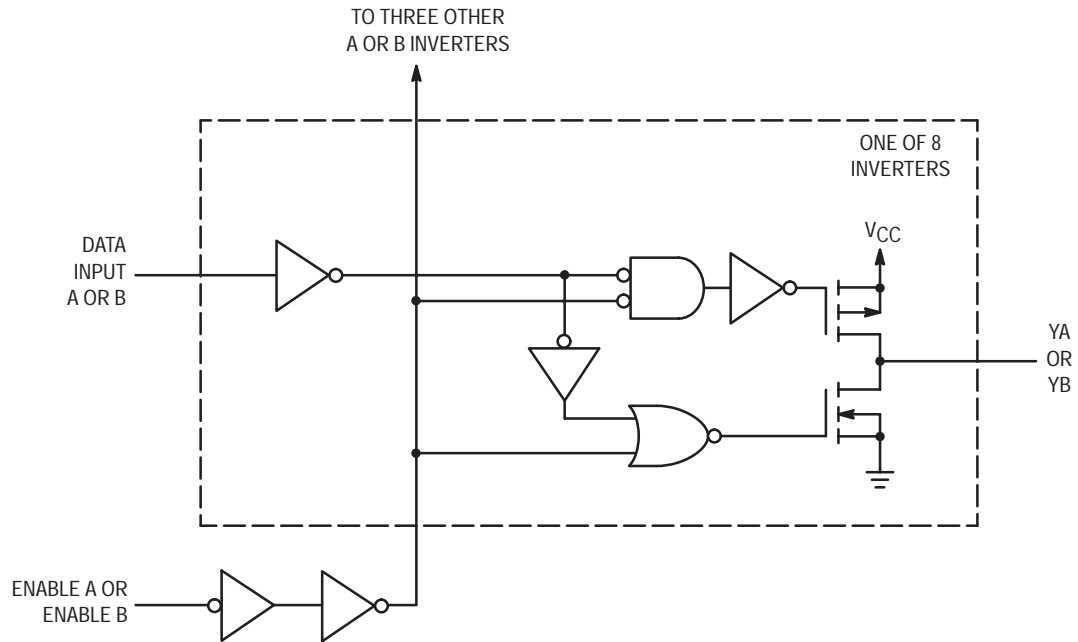 TO THREE OTHER
A OR B INVERTERS
ONE OF 8
INVERTERS
DATA
INPUT
A OR B
VCC
YA
OR
YB
ENABLE A OR
ENABLE B